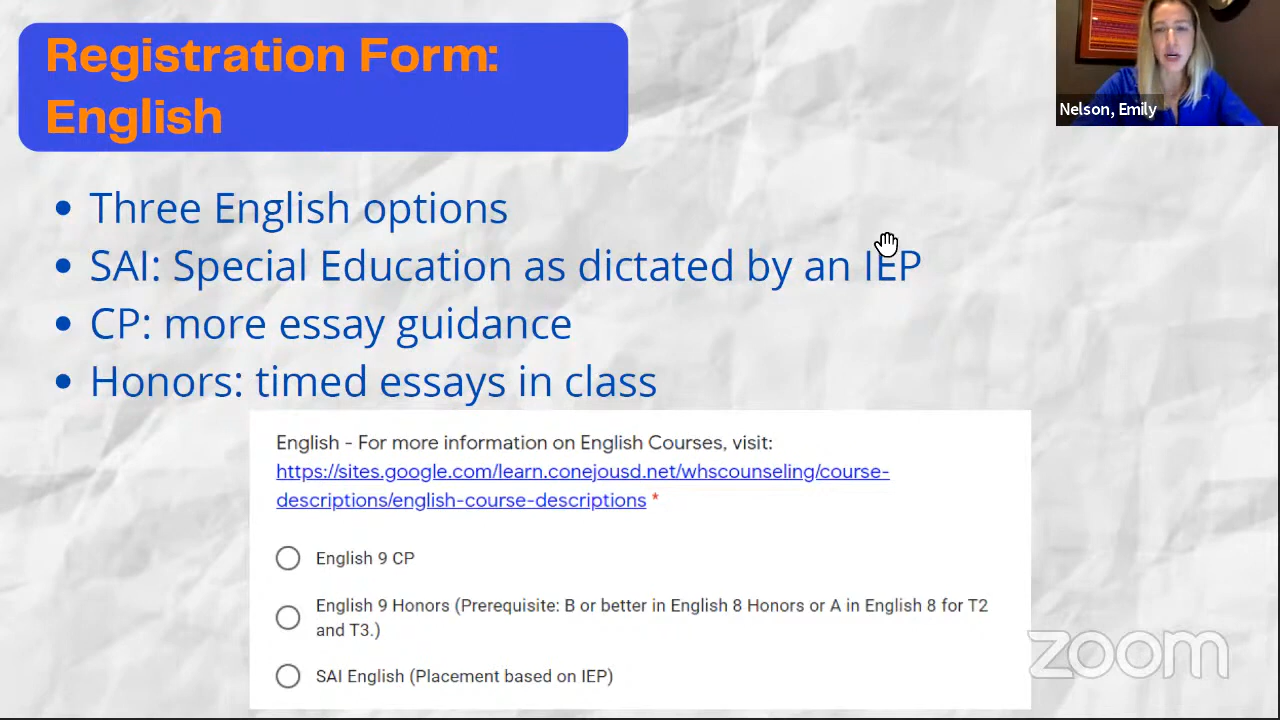 Registration Form:
English
Nelson, Emily
• Three English options
• SAI: Special Education as dictated by an IEP
• CP: more essay guidance
• Honors: timed essays in class
English - For more information on English Courses, visit:
https://sites.google.com/learn.conejousd.net/whscounseling/course-
descriptions/english-course-descriptions *
English 9 CP
English 9 Honors (Prerequisite: B or better in English 8 Honors or A in English 8 for T2
and T3.)
SAI English (Placement based on IEP)
zoom